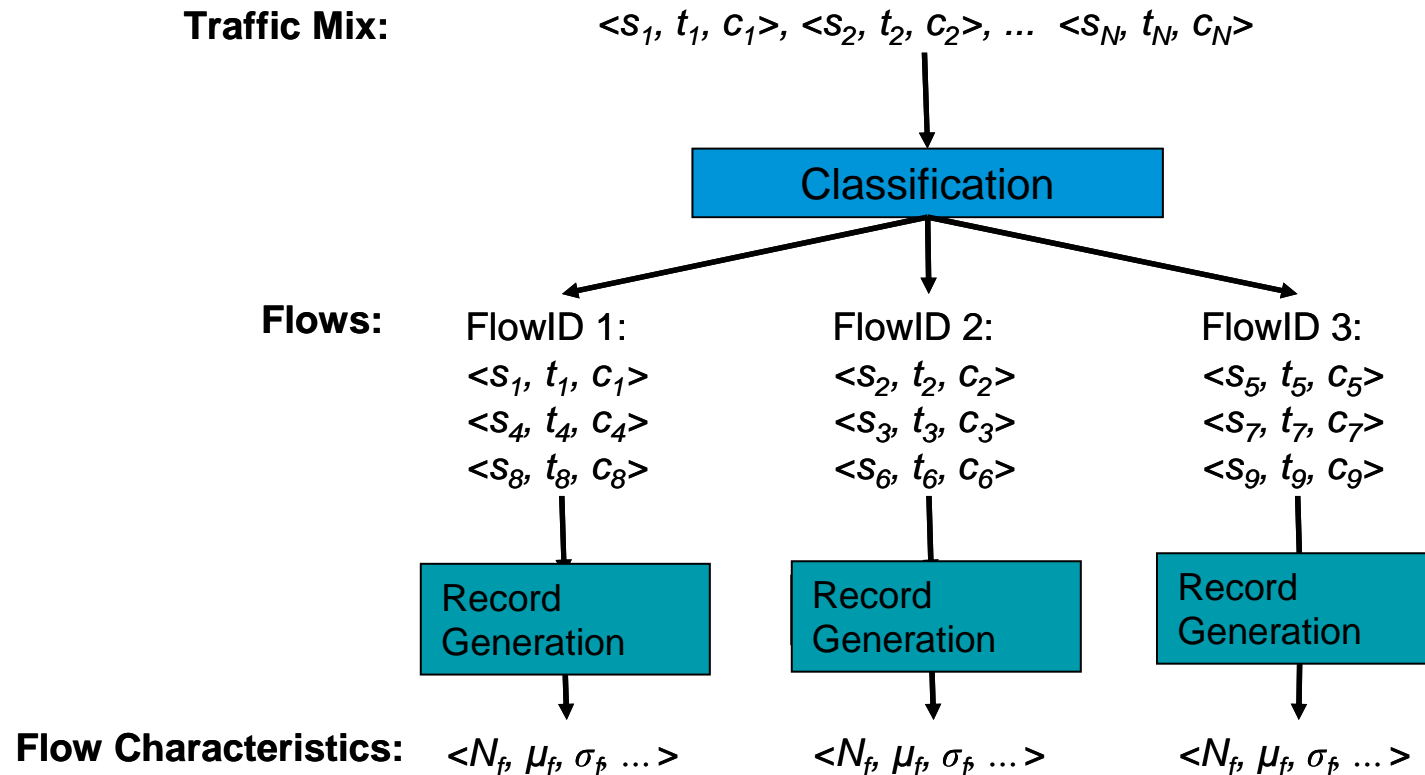 Traffic Mix: <s1, t1, c1>, <s2, t2, c2>, ... <sN, tN, cN>
Classification
Flows: FlowID 1: FlowID 2: FlowID 3:
<s1, t1, c1> <s2, t2, c2> <s5, t5, c5>
<s4, t4, c4> <s3, t3, c3> <s7, t7, c7>
<s8, t8, c8> <s6, t6, c6> <s9, t9, c9>
Record Record Record
Generation Generation Generation
Flow Characteristics: <Nf, μf, σf, ... > <Nf, μf, σf, ... > <Nf, μf, σf, ... >